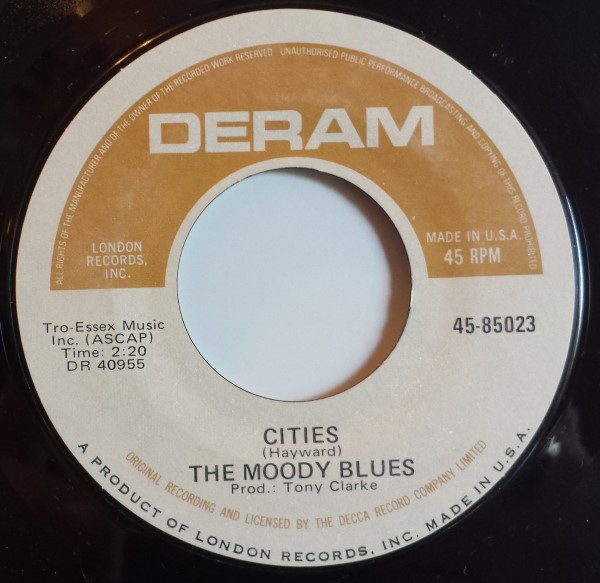 ALL RIGHTS OF THE MANUFACTURER AND OF THE OWNER OF THE RECORDED WORK RESERVED UNAUTHORISED PUBLIC PERFORMANCE BROADCASTING AND COPYING OF THIS RECORD PROHIBITED
DERAM
LONDON
RECORDS,
INC.
MADE IN U.S.A.
45 RPM
Tro-Essex Music
Inc. (ASCAP)
Time: 2:20
DR 40955
45-85023
CITIES
(Hayward)
THE MOODY BLUES
Prod.: Tony Clarke
ORIGINAL RECORDING AND LICENSED BY THE DECCA RECORD COMPANY LIMITED
A PRODUCT OF LONDON RECORDS, INC. MADE IN U.S.A.